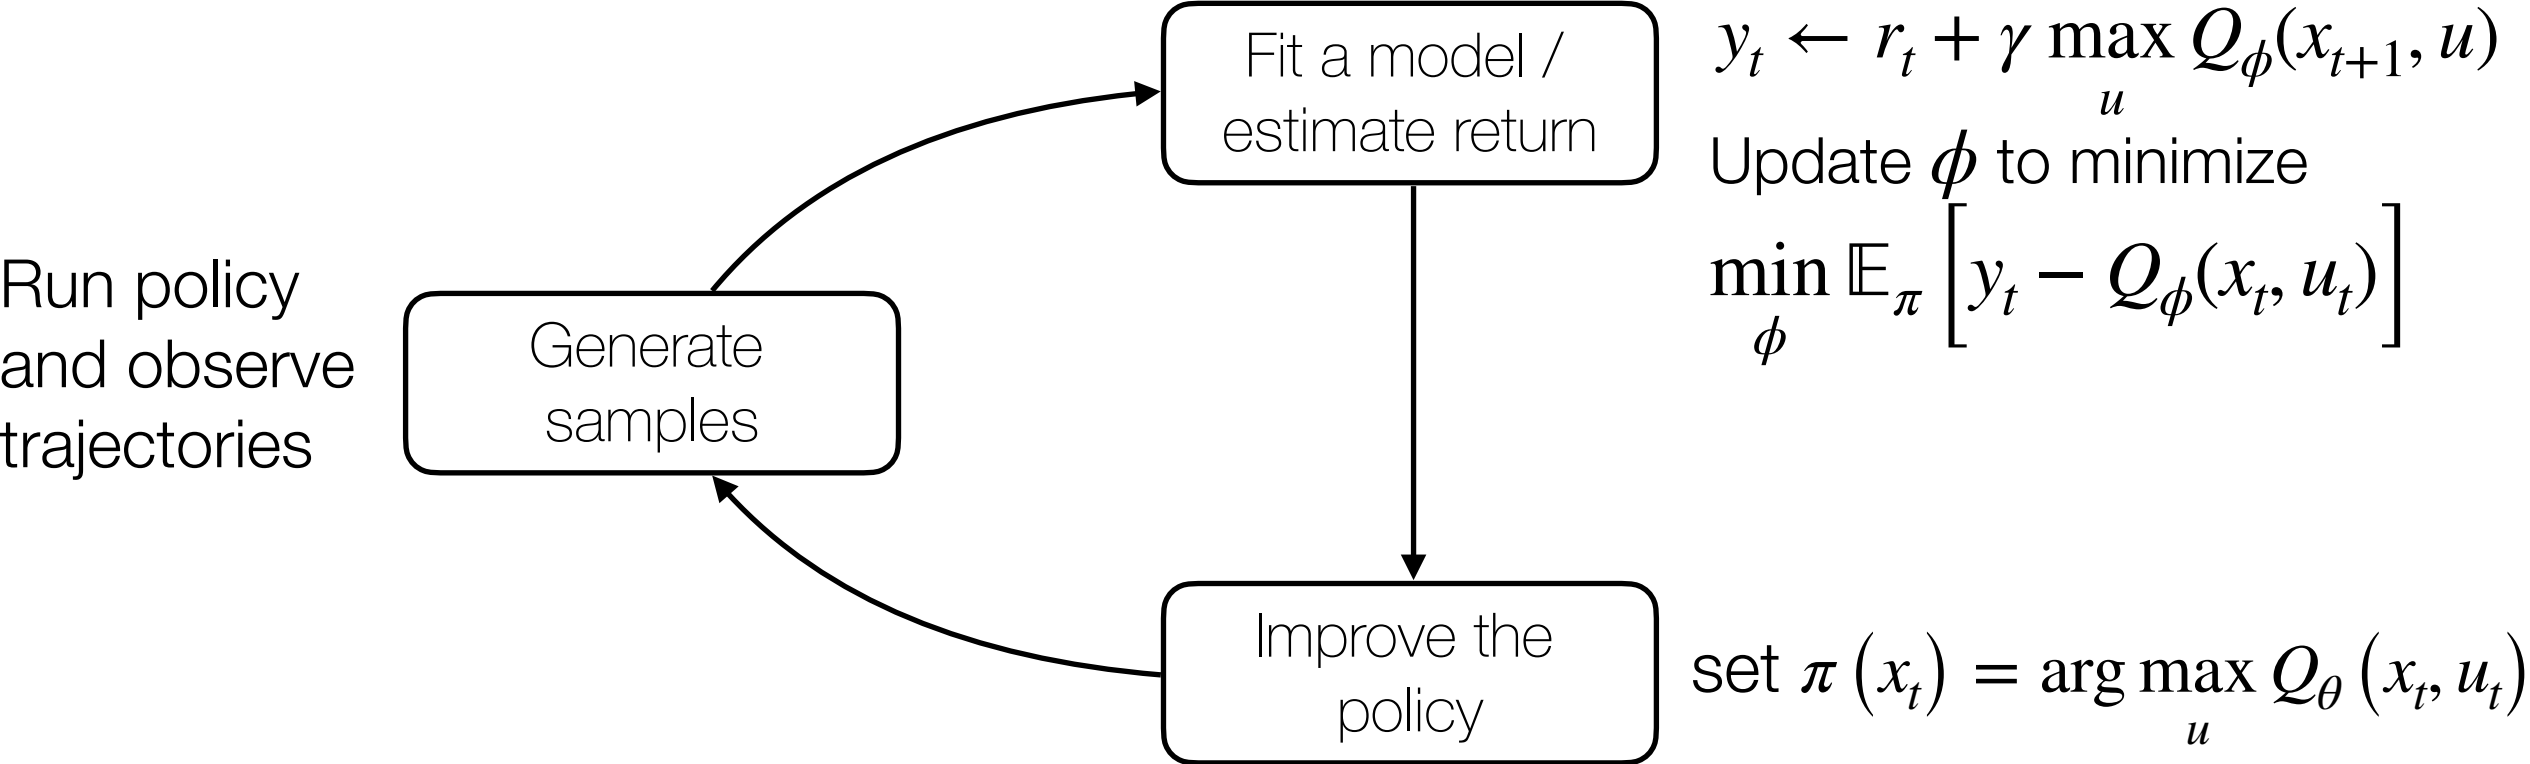 Run policy
and observe
trajectories
Generate
samples
Fit a model /
estimate return
y_t ← r_t + γ max_u Q_ϕ(x_{t+1}, u)
Update ϕ to minimize
min_ϕ 𝔼_π [y_t − Q_ϕ(x_t, u_t)]
Improve the
policy
set π (x_t) = arg max_u Q_θ (x_t, u_t)